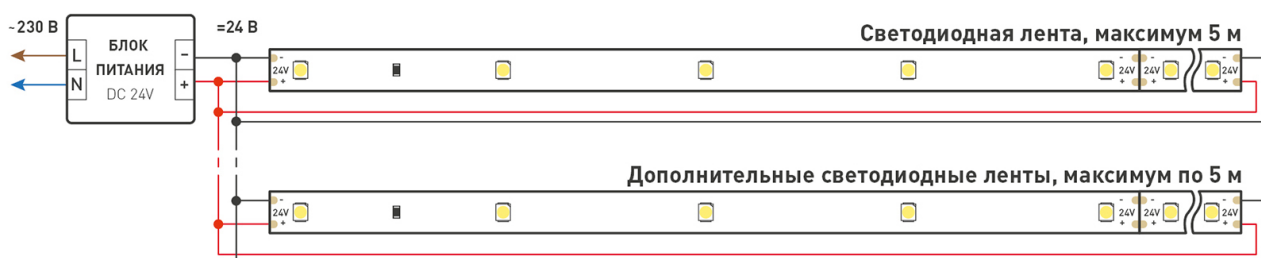 ~230 В
=24 В
L
N
БЛОК
ПИТАНИЯ
DC 24V
-
+
Светодиодная лента, максимум 5 м
-
24V
+
-
24V
+
-
24V
+
-
24V
+
Дополнительные светодиодные ленты, максимум по 5 м
-
24V
+
-
24V
+
-
24V
+
-
24V
+